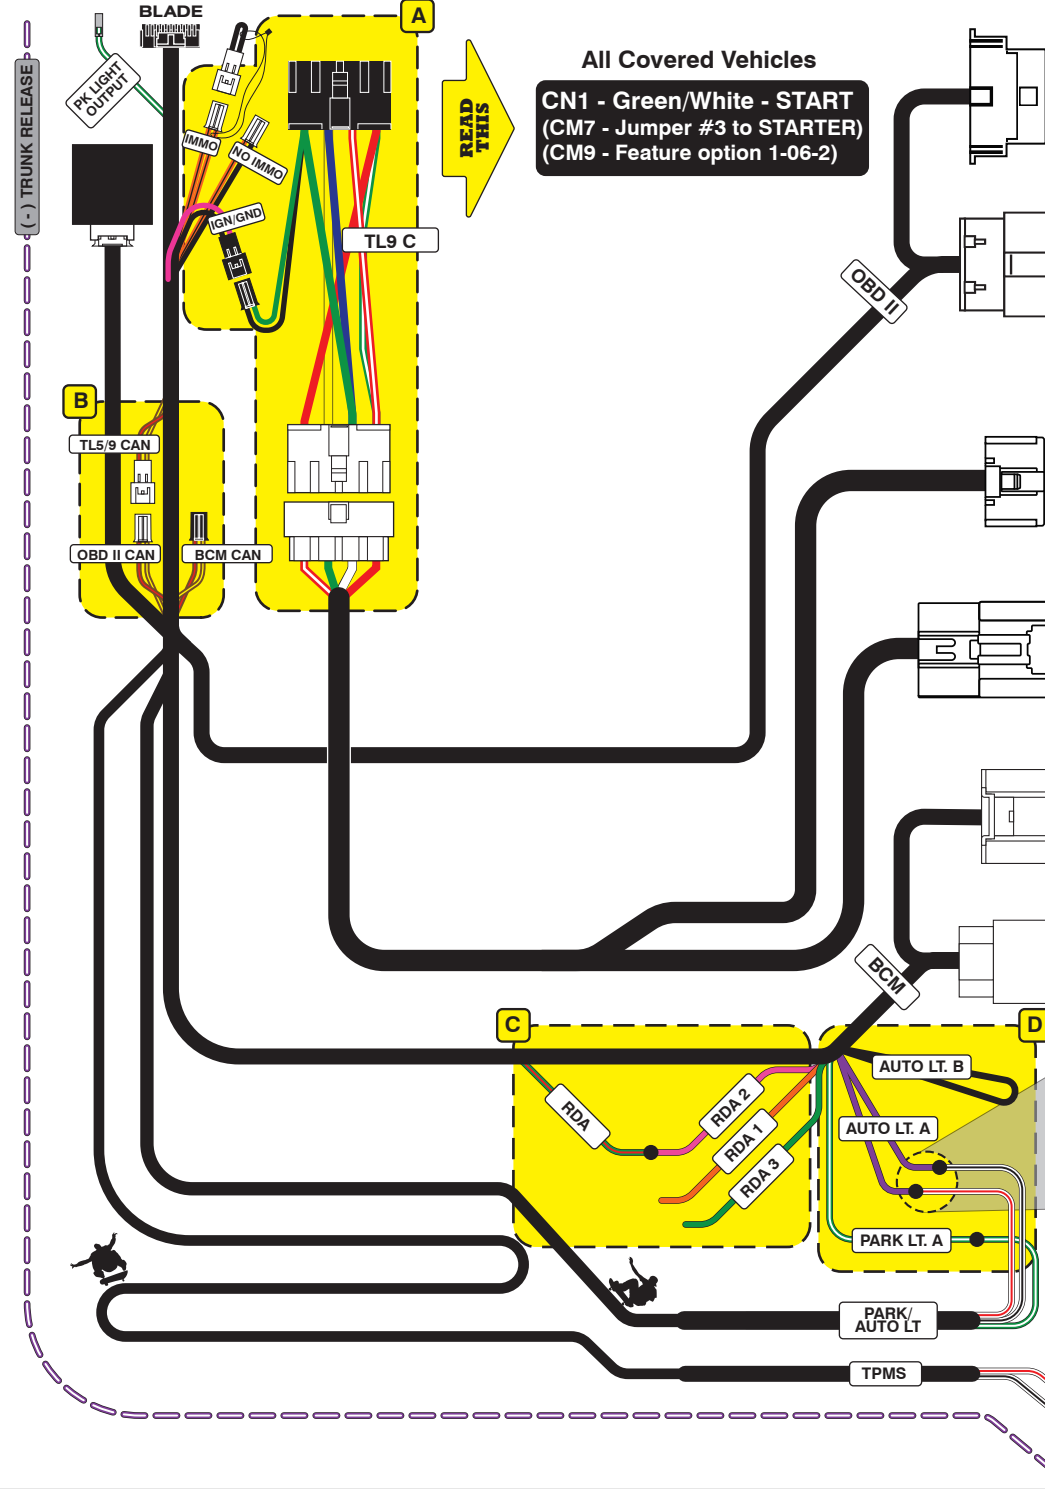 BLADE
A
PK LIGHT
OUTPUT
(-) TRUNK RELEASE
IMMO
NO IMMO
IGN/GND
TL9 C
READ
THIS
All Covered Vehicles
CN1 - Green/White - START
(CM7 - Jumper #3 to STARTER)
(CM9 - Feature option 1-06-2)
OBD II
B
TL5/9 CAN
OBD II CAN
BCM CAN
BCM
C
D
RDA
RDA 2
RDA 1
RDA 3
AUTO LT. B
AUTO LT. A
PARK LT. A
PARK/
AUTO LT
TPMS